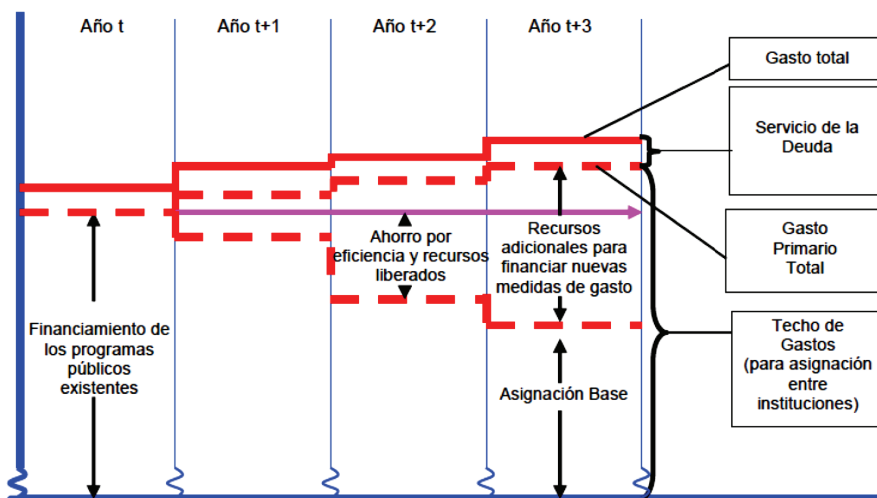 Año t
Año t+1
Año t+2
Año t+3
Gasto total
Servicio de la
Deuda
Gasto
Primario
Total
Techo de
Gastos
(para asignación
entre
instituciones)
Ahorro por
eficiencia y recursos
liberados
Recursos
adicionales para
financiar nuevas
medidas de gasto
Financiamiento de
los programas
públicos
existentes
Asignación Base